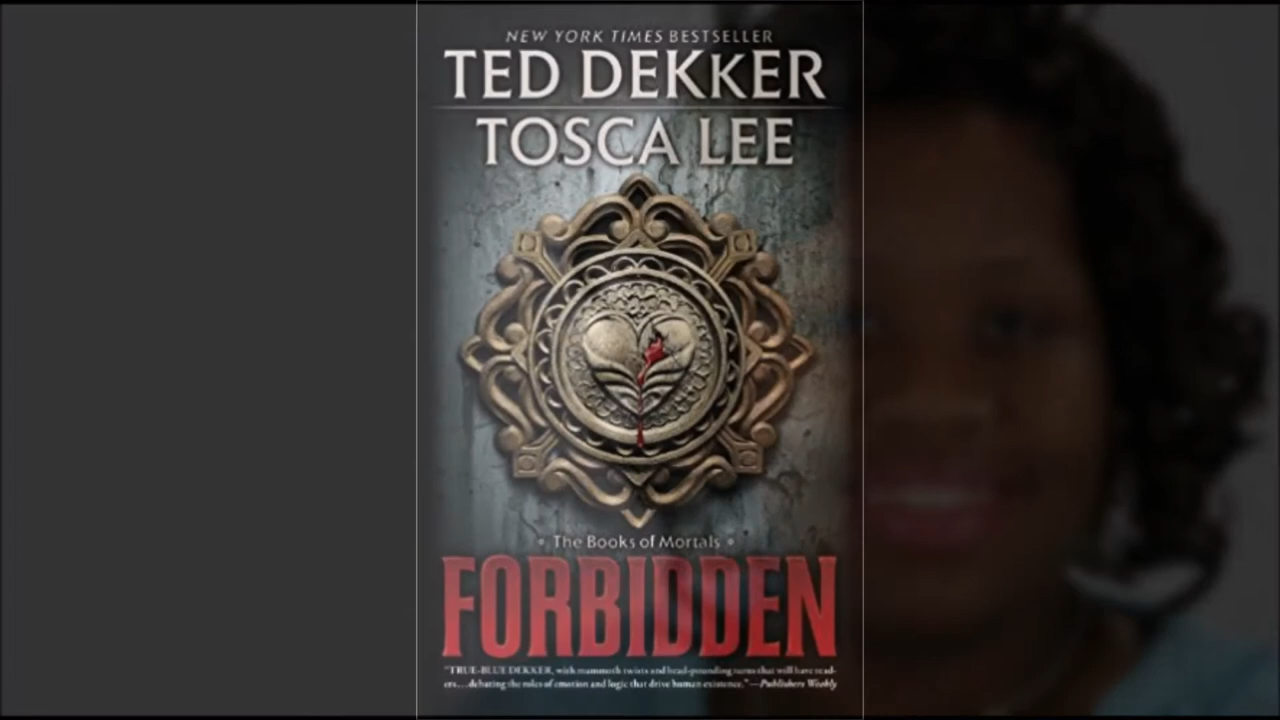 NEW YORK TIMES BESTSELLER
TED DEKKER
TOSCA LEE
• The Books of Mortals •
FORBIDDEN
"TRUE-BLUE DEKKER, with mammoth twists and head-pounding turns that will have read-
ers...debating the roles of emotion and logic that drive human existence." —Publishers Weekly